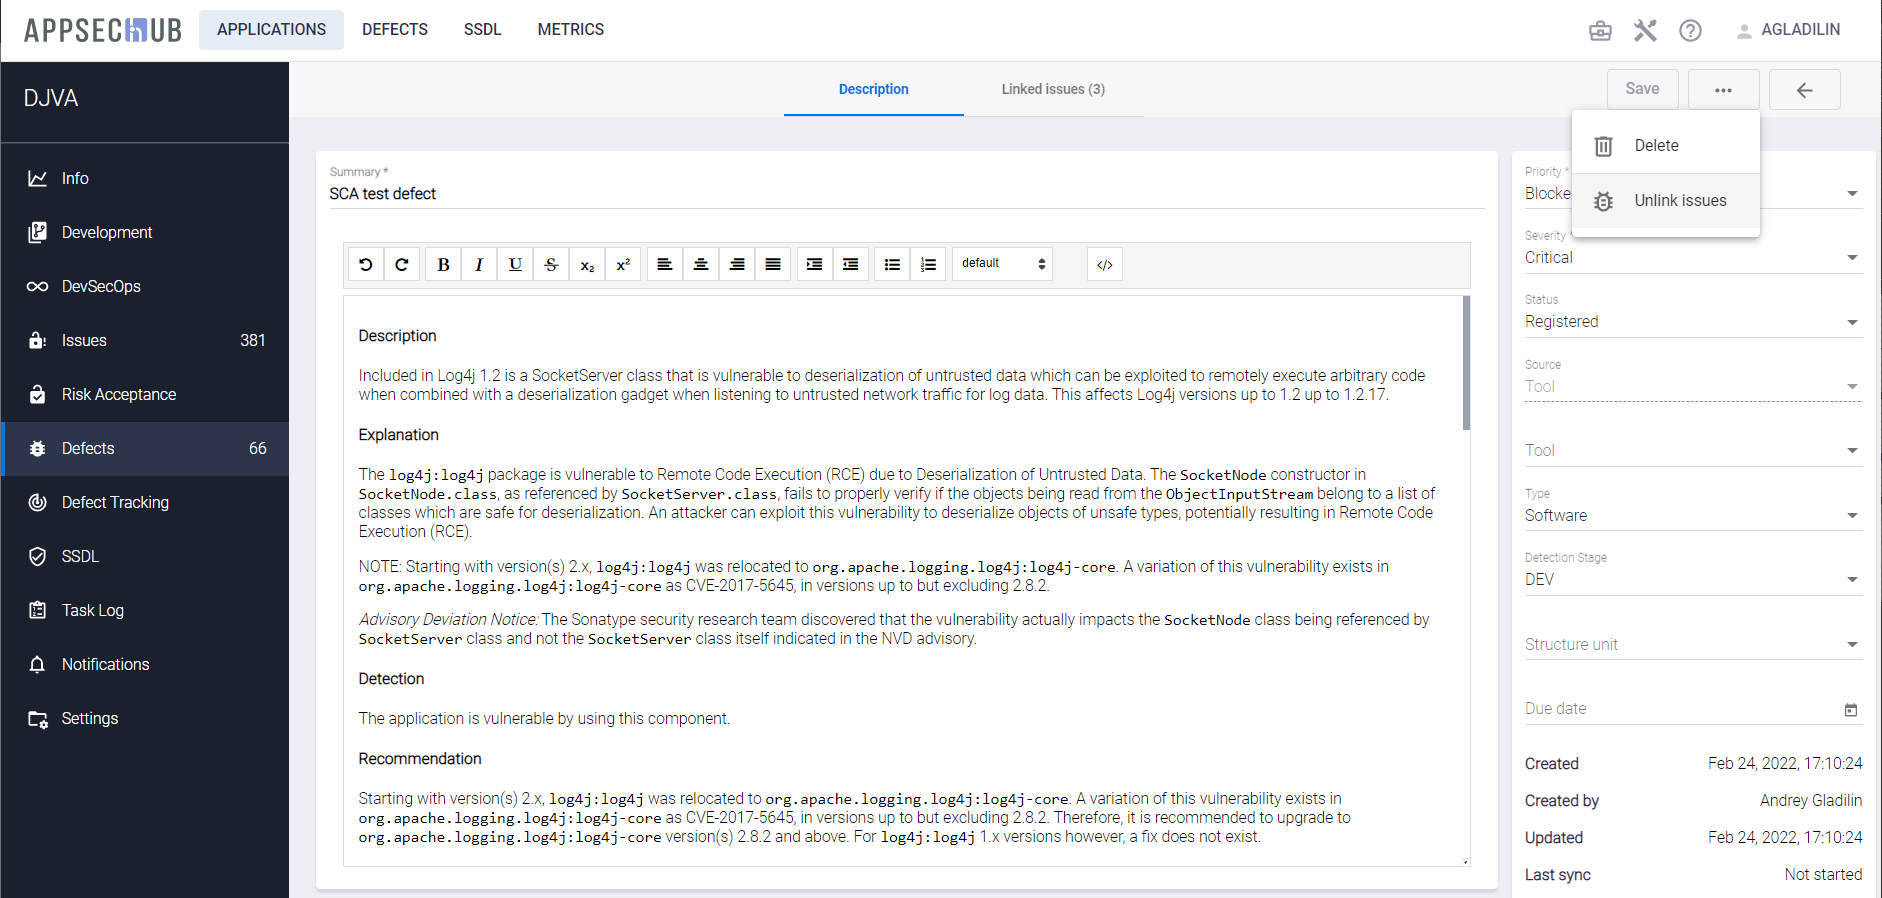 APPSECHUB
APPLICATIONS
DEFECTS
SSDL
METRICS
AGLADILIN
DJVA
Info
Development
DevSecOps
Issues 381
Risk Acceptance
Defects 66
Defect Tracking
SSDL
Task Log
Notifications
Settings
Description
Linked issues (3)
Save
Delete
Unlink issues
Summary *
SCA test defect
B I U S x₂ x²
default
</>
Description
Included in Log4j 1.2 is a SocketServer class that is vulnerable to deserialization of untrusted data which can be exploited to remotely execute arbitrary code
when combined with a deserialization gadget when listening to untrusted network traffic for log data. This affects Log4j versions up to 1.2 up to 1.2.17.
Explanation
The log4j:log4j package is vulnerable to Remote Code Execution (RCE) due to Deserialization of Untrusted Data. The SocketNode constructor in
SocketNode.class, as referenced by SocketServer.class, fails to properly verify if the objects being read from the ObjectInputStream belong to a list of
classes which are safe for deserialization. An attacker can exploit this vulnerability to deserialize objects of unsafe types, potentially resulting in Remote Code
Execution (RCE).
NOTE: Starting with version(s) 2.x, log4j:log4j was relocated to org.apache.logging.log4j:log4j-core. A variation of this vulnerability exists in
org.apache.logging.log4j:log4j-core as CVE-2017-5645, in versions up to but excluding 2.8.2.
Advisory Deviation Notice: The Sonatype security research team discovered that the vulnerability actually impacts the SocketNode class being referenced by
SocketServer class and not the SocketServer class itself indicated in the NVD advisory.
Detection
The application is vulnerable by using this component.
Recommendation
Starting with version(s) 2.x, log4j:log4j was relocated to org.apache.logging.log4j:log4j-core. A variation of this vulnerability exists in
org.apache.logging.log4j:log4j-core as CVE-2017-5645, in versions up to but excluding 2.8.2. Therefore, it is recommended to upgrade to
org.apache.logging.log4j:log4j-core version(s) 2.8.2 and above. For log4j:log4j 1.x versions however, a fix does not exist.
Priority *
Blocke
Severity *
Critical
Status
Registered
Source
Tool
Tool
Type
Software
Detection Stage
DEV
Structure unit
Due date
Created Feb 24, 2022, 17:10:24
Created by Andrey Gladilin
Updated Feb 24, 2022, 17:10:24
Last sync Not started